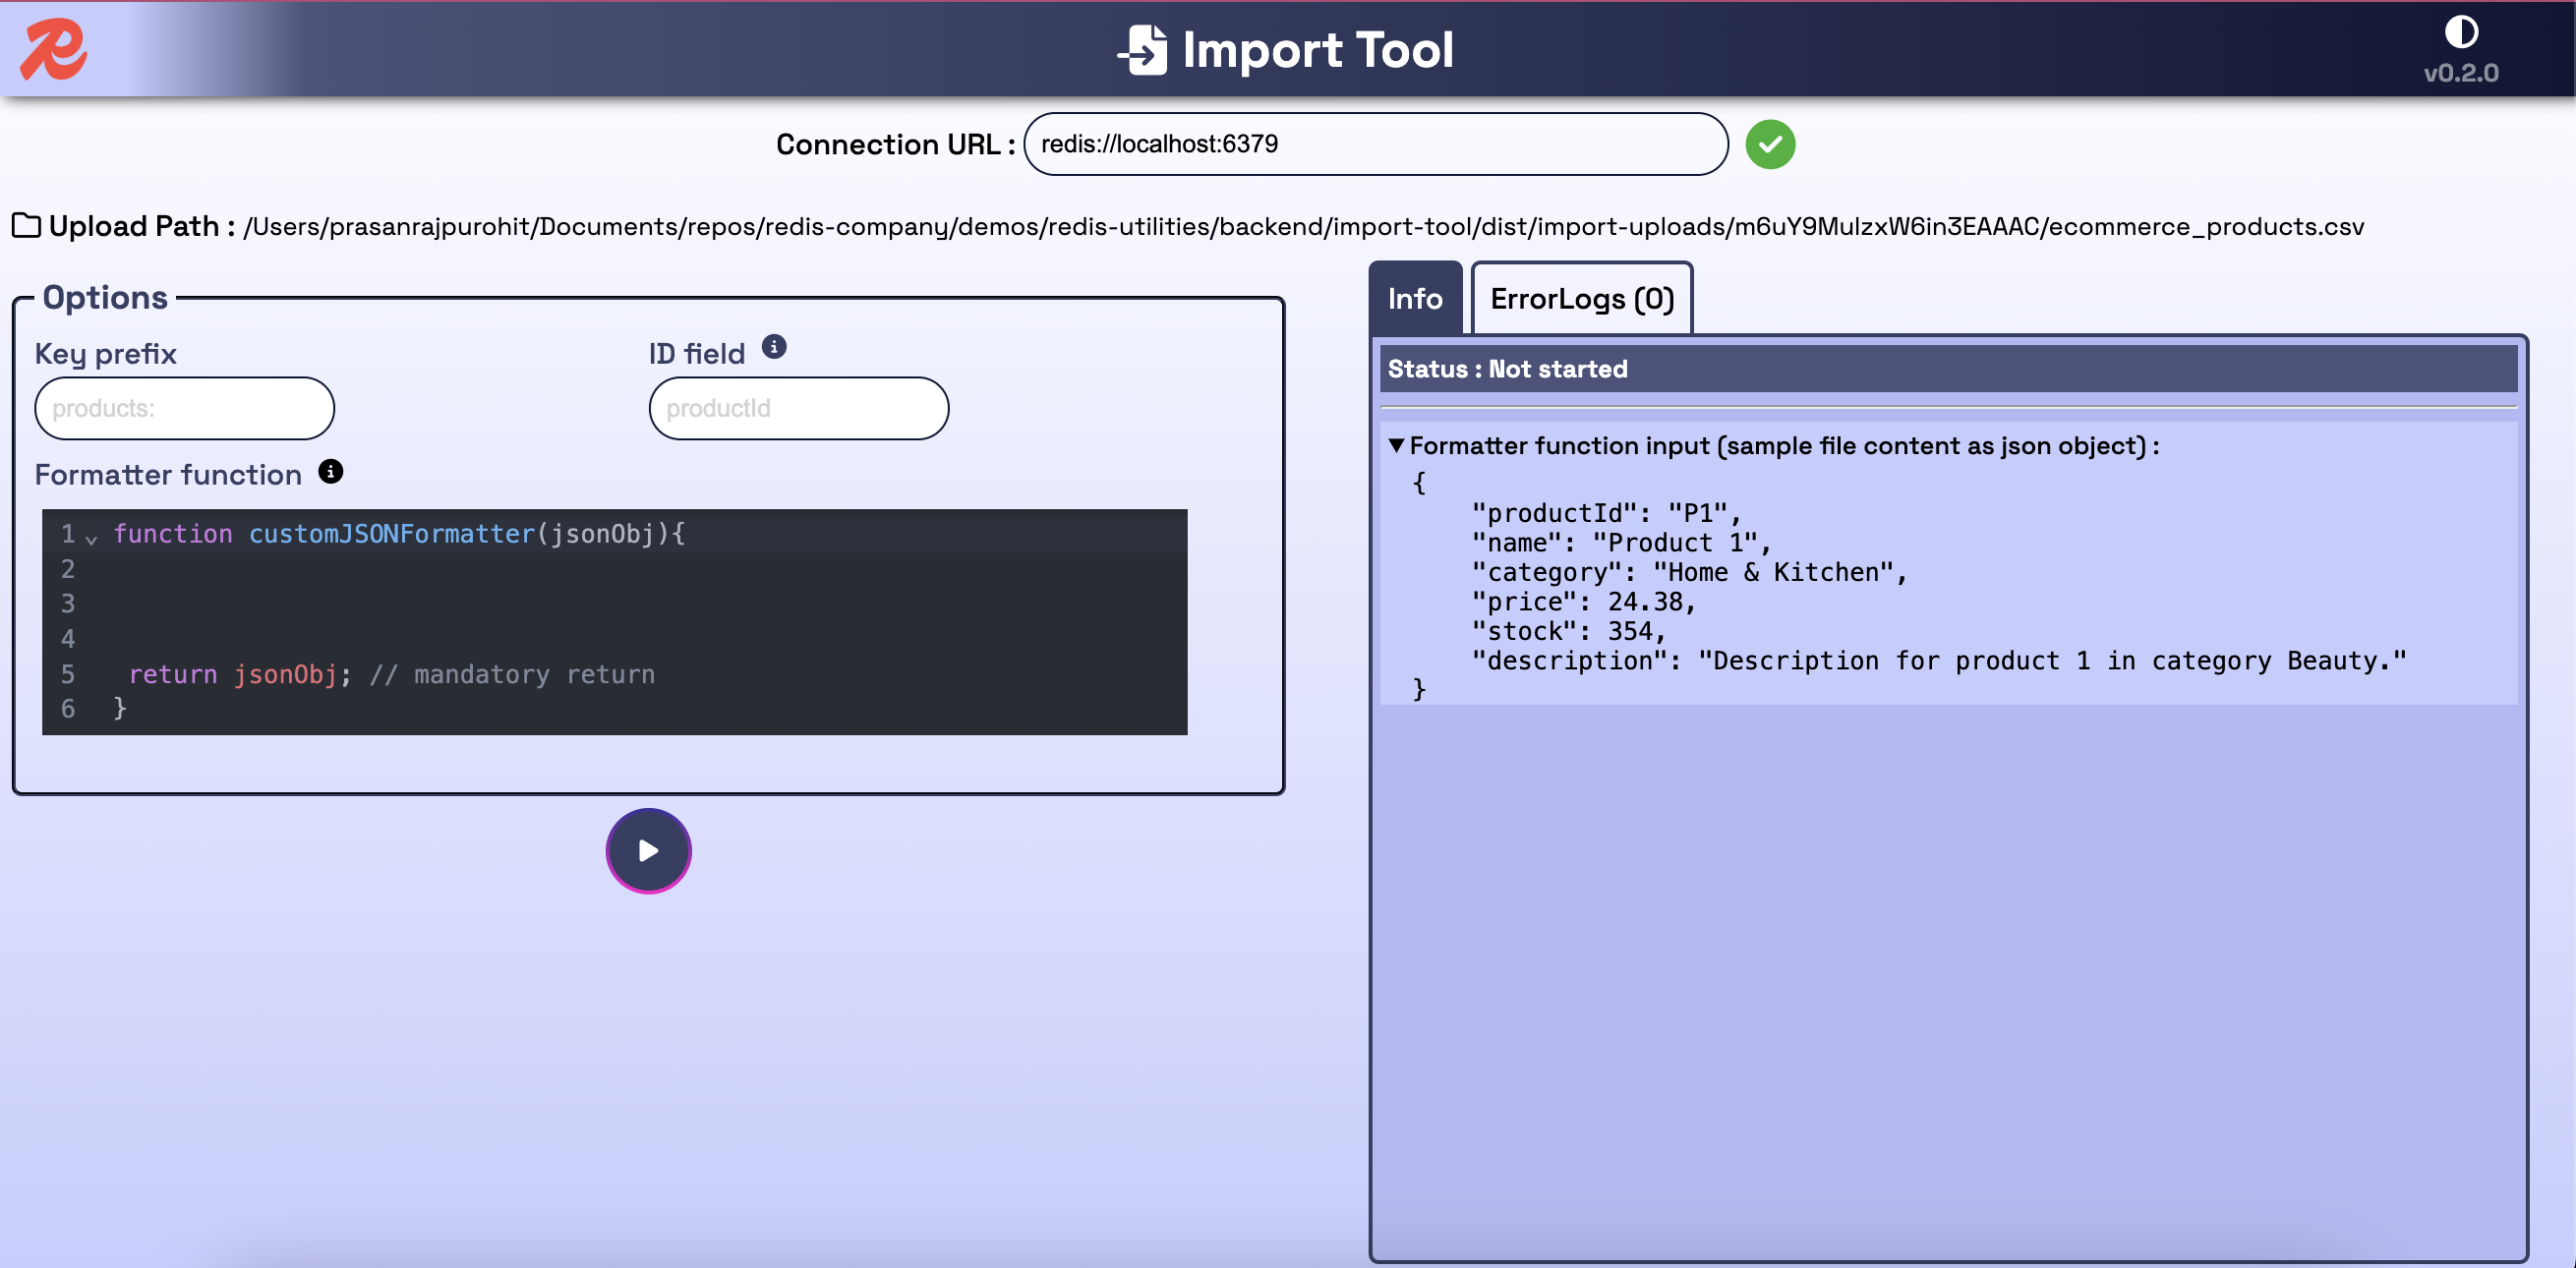 Import Tool
v0.2.0
Connection URL : redis://localhost:6379
Upload Path : /Users/prasanrajpurohit/Documents/repos/redis-company/demos/redis-utilities/backend/import-tool/dist/import-uploads/m6uY9MulzxW6in3EAAAC/ecommerce_products.csv
Options
Key prefix
ID field
products:
productId
Formatter function
1 function customJSONFormatter(jsonObj){
2
3
4
5 return jsonObj; // mandatory return
6 }
Info
ErrorLogs (0)
Status : Not started
Formatter function input (sample file content as json object) :
{
"productId": "P1",
"name": "Product 1",
"category": "Home & Kitchen",
"price": 24.38,
"stock": 354,
"description": "Description for product 1 in category Beauty."
}